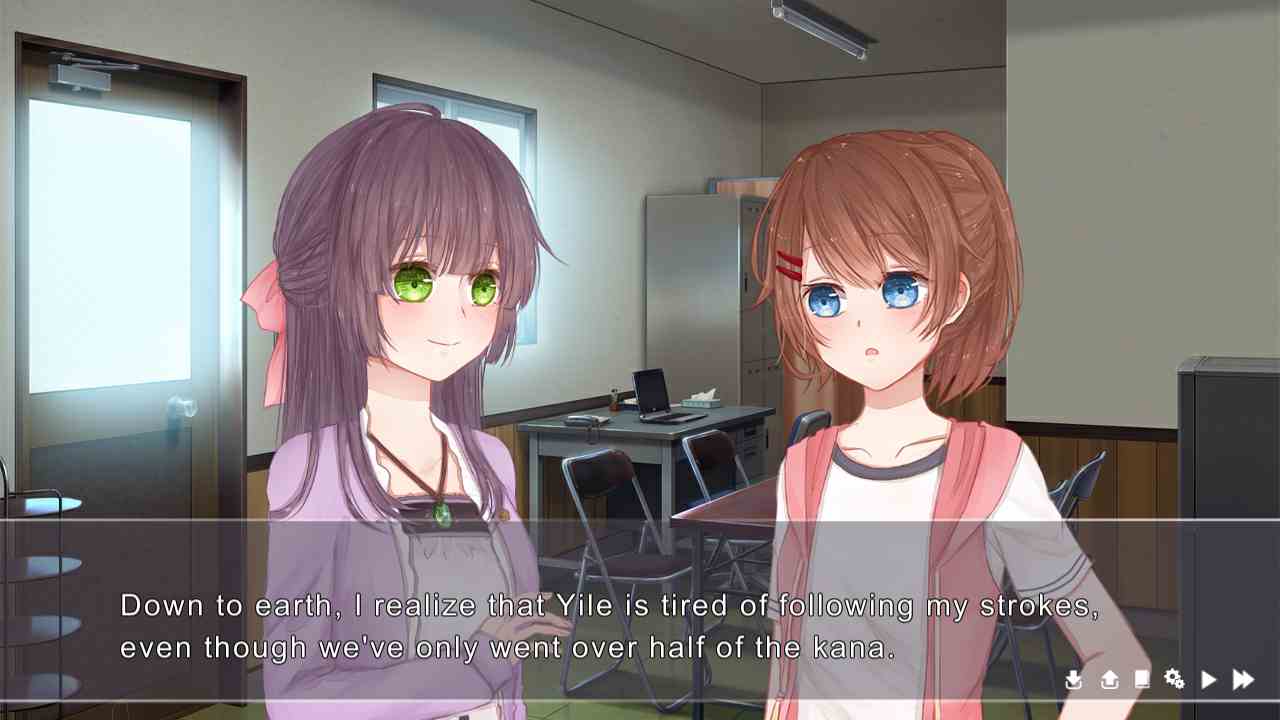 Down to earth, I realize that Yile is tired of following my strokes,
even though we've only went over half of the kana.